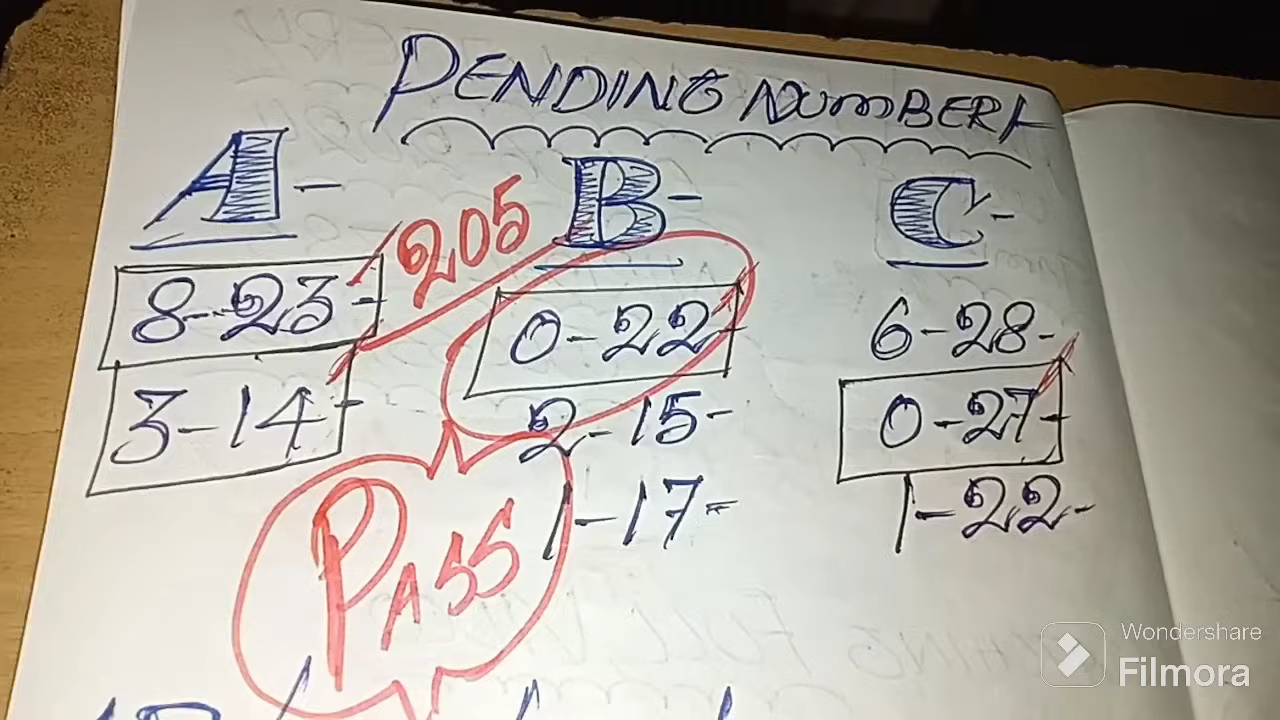 PENDING NUMBER
A- B- C-
205
8-23- 0-22- 6-28-
3-14- 2-15- 0-27-
1-17= 1-22-
PASS
Wondershare
Filmora